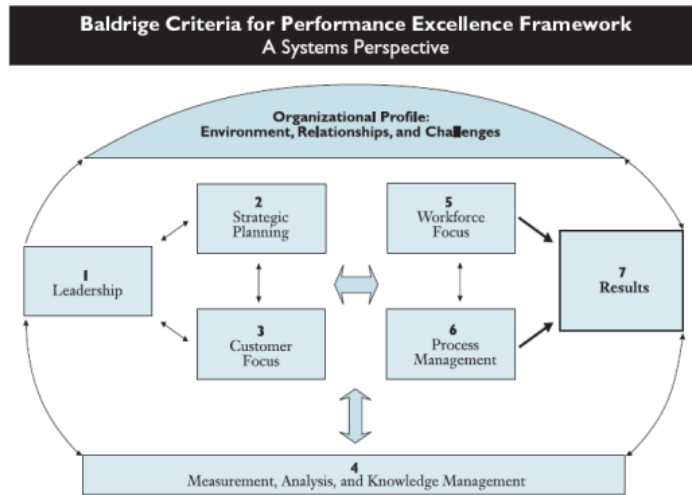 Baldrige Criteria for Performance Excellence Framework
A Systems Perspective
Organizational Profile:
Environment, Relationships, and Challenges
2
Strategic
Planning
5
Workforce
Focus
1
Leadership
7
Results
3
Customer
Focus
6
Process
Management
4
Measurement, Analysis, and Knowledge Management